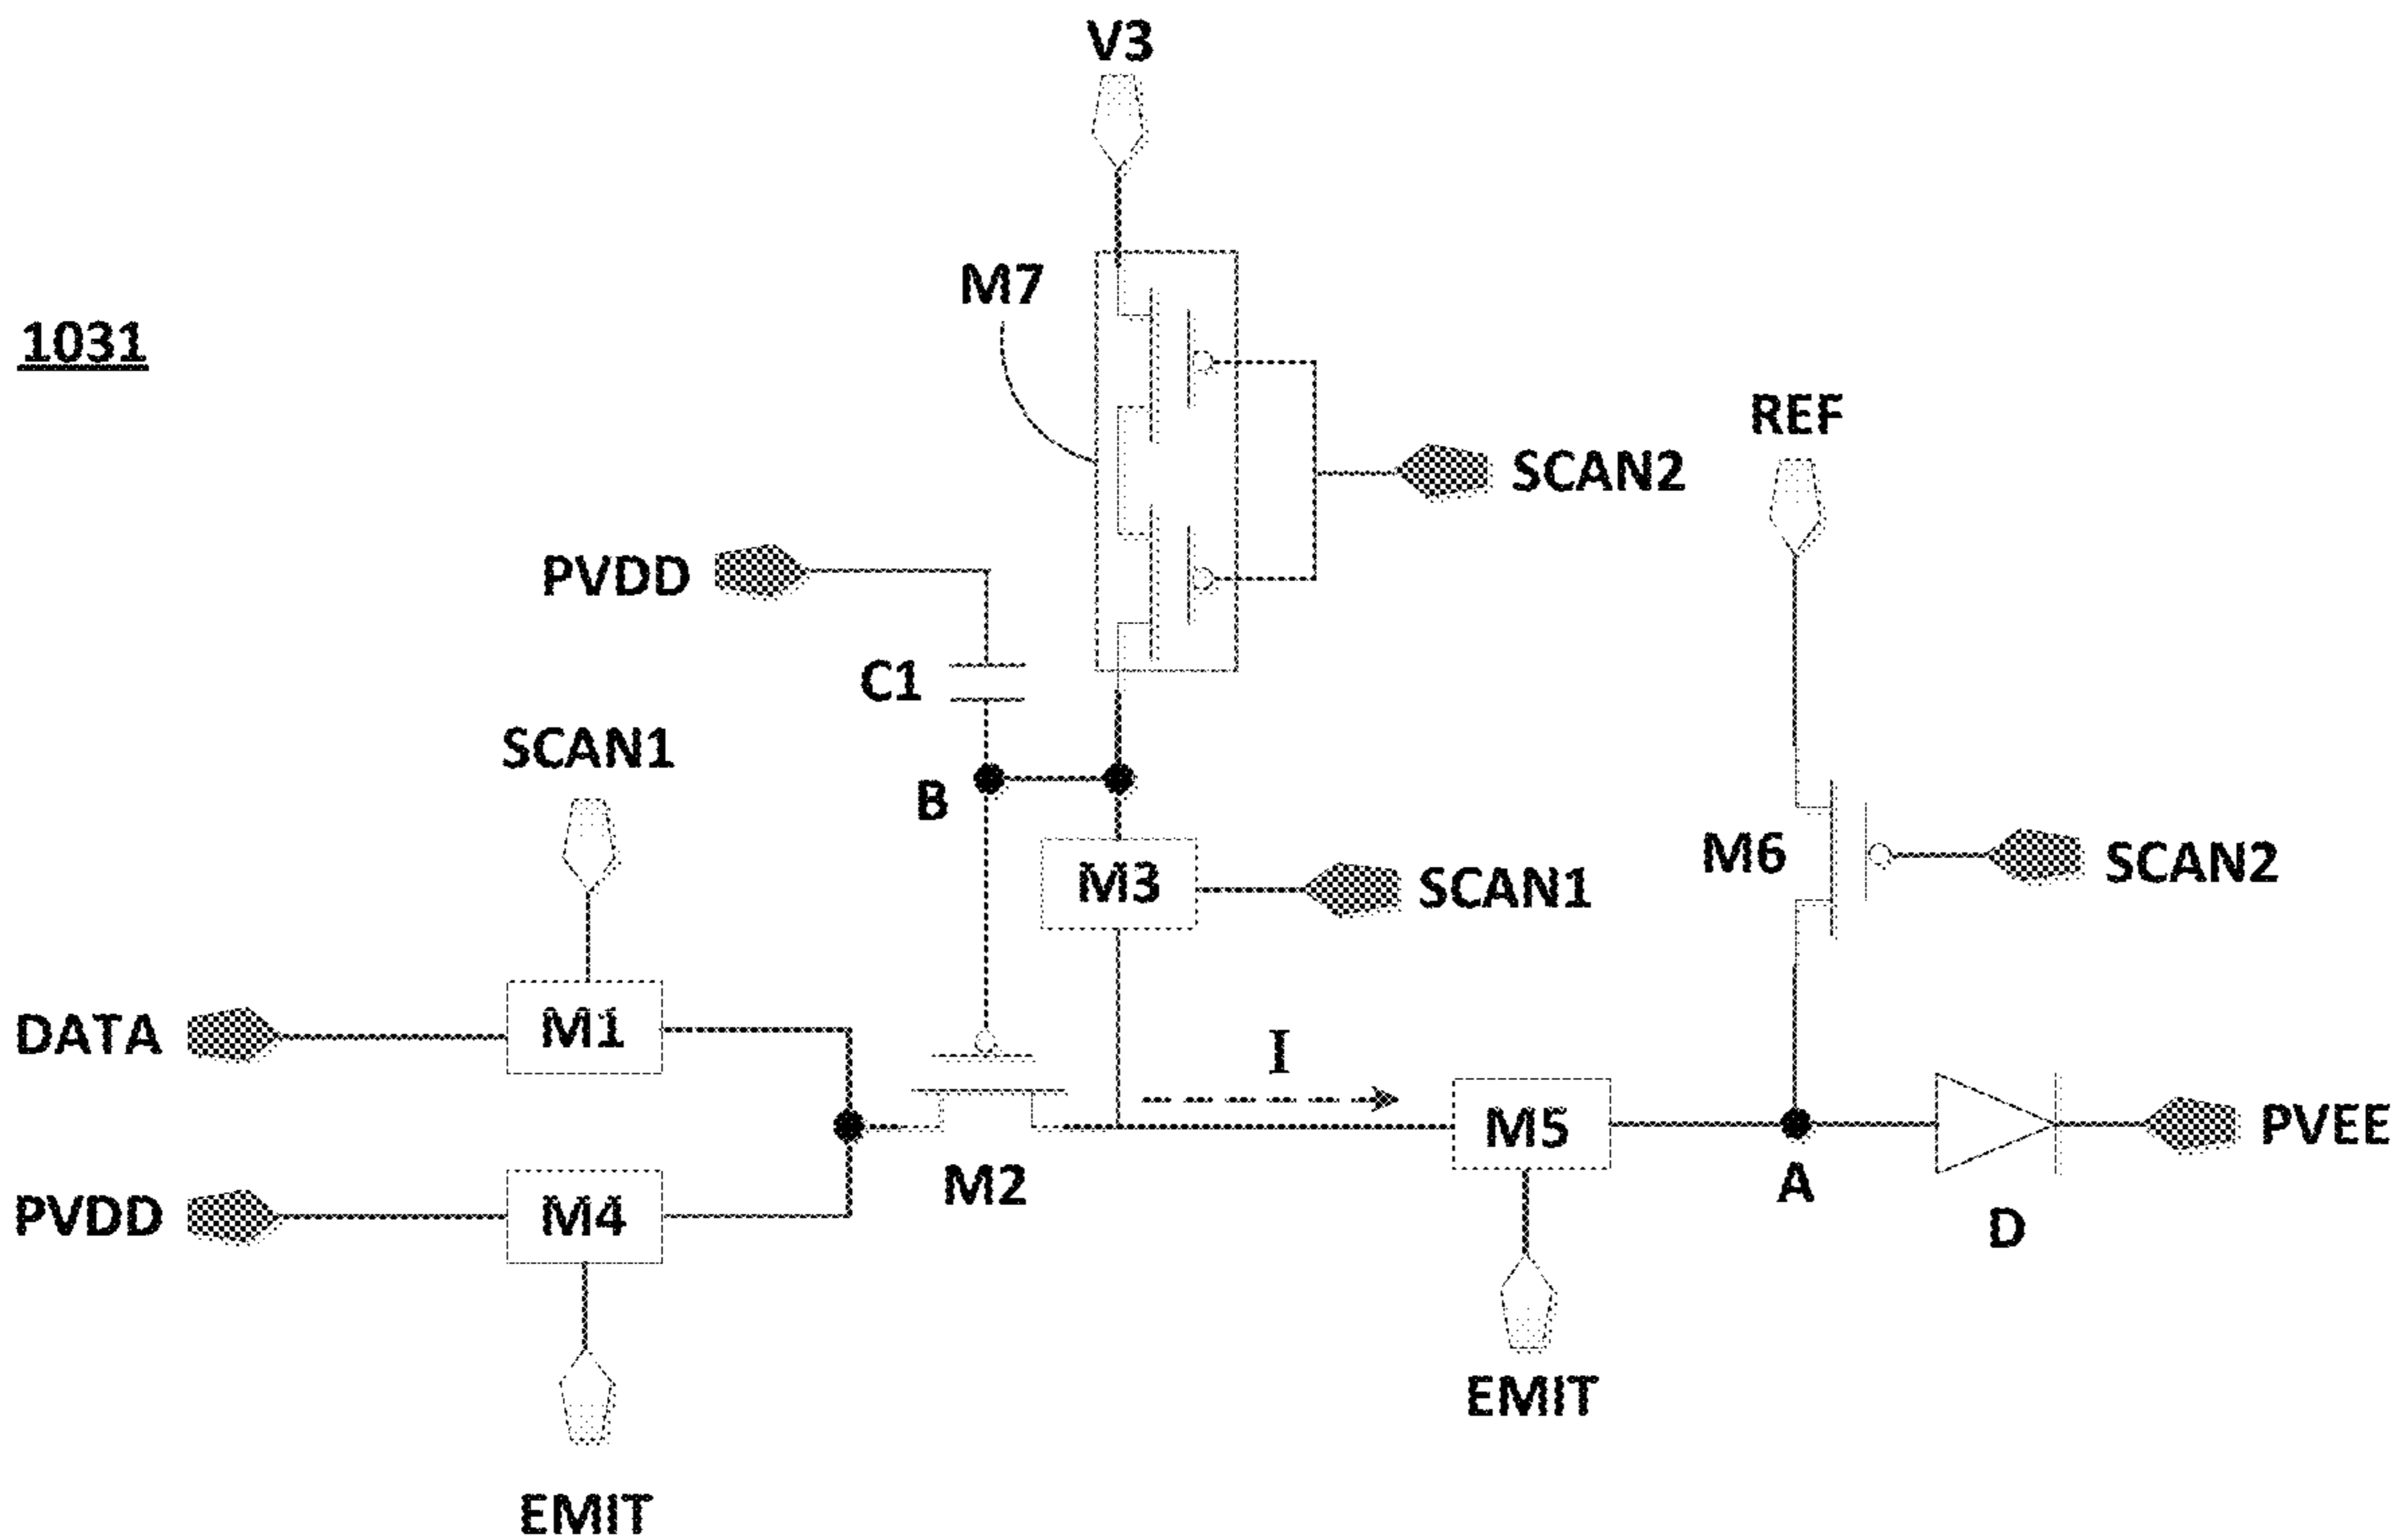 V3
M7
1031
REF
SCAN2
PVDD
C1
SCAN1
B
M3
SCAN1
M6
SCAN2
DATA
M1
I
M5
PVEE
A
M2
PVDD
M4
D
EMIT
EMIT